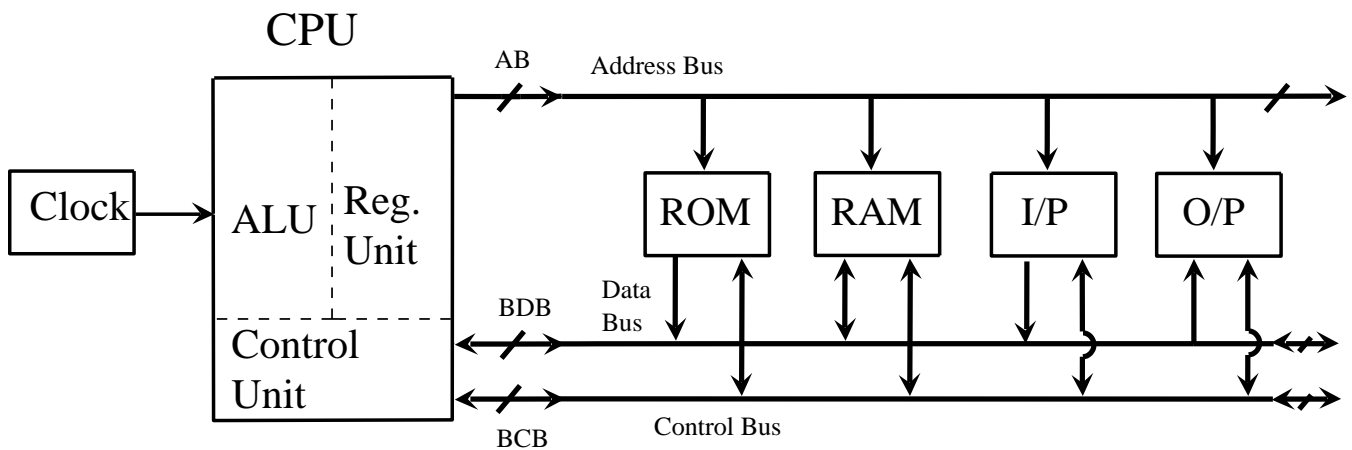 CPU
AB
Address Bus
Clock
ALU
Reg.
Unit
ROM
RAM
I/P
O/P
Data
Bus
BDB
Control
Unit
BCB
Control Bus